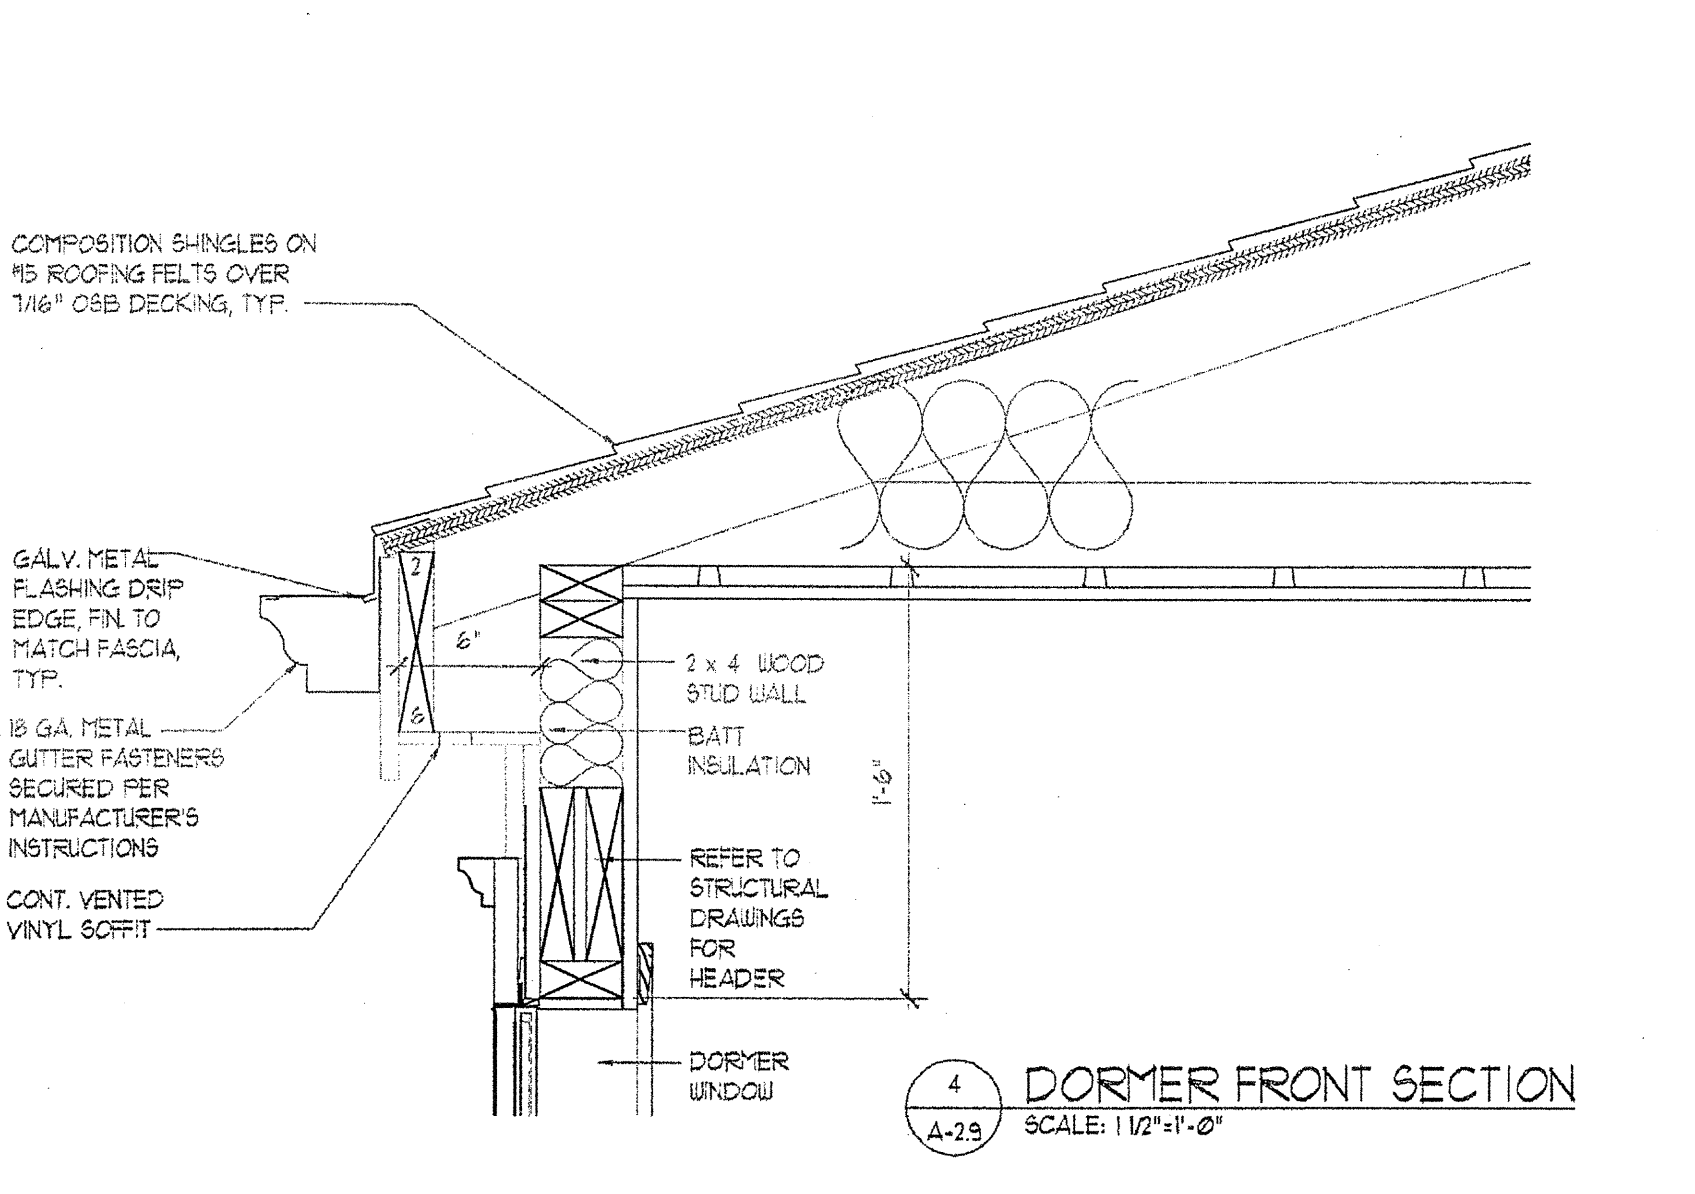 COMPOSITION SHINGLES ON
#15 ROOFING FELTS OVER
7/16" OSB DECKING, TYP.
GALV. METAL
FLASHING DRIP
EDGE, FIN. TO
MATCH FASCIA,
TYP.
18 GA. METAL
GUTTER FASTENERS
SECURED PER
MANUFACTURER'S
INSTRUCTIONS
CONT. VENTED
VINYL SOFFIT
2
6
6"
2 x 4 WOOD
STUD WALL
BATT
INSULATION
1'-6"
REFER TO
STRUCTURAL
DRAWINGS
FOR
HEADER
DORMER
WINDOW
4
A-2.9
DORMER FRONT SECTION
SCALE: 1 1/2"=1'-0"